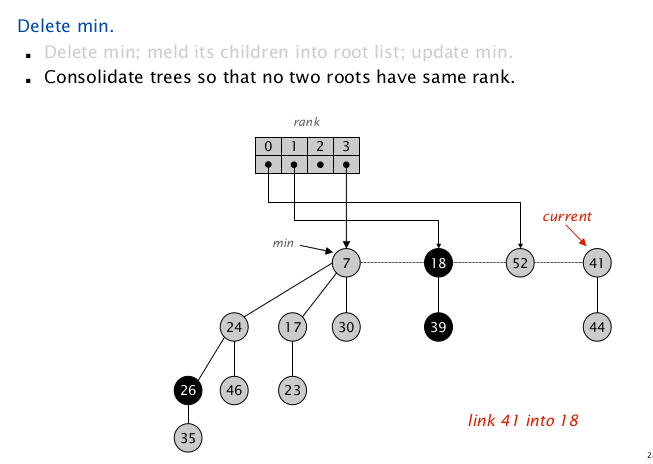 Delete min.
▪ Delete min; meld its children into root list; update min.
▪ Consolidate trees so that no two roots have same rank.
rank
0 1 2 3
current
min
7 18 52 41
24 17 30 39 44
26 46 23
35
link 41 into 18